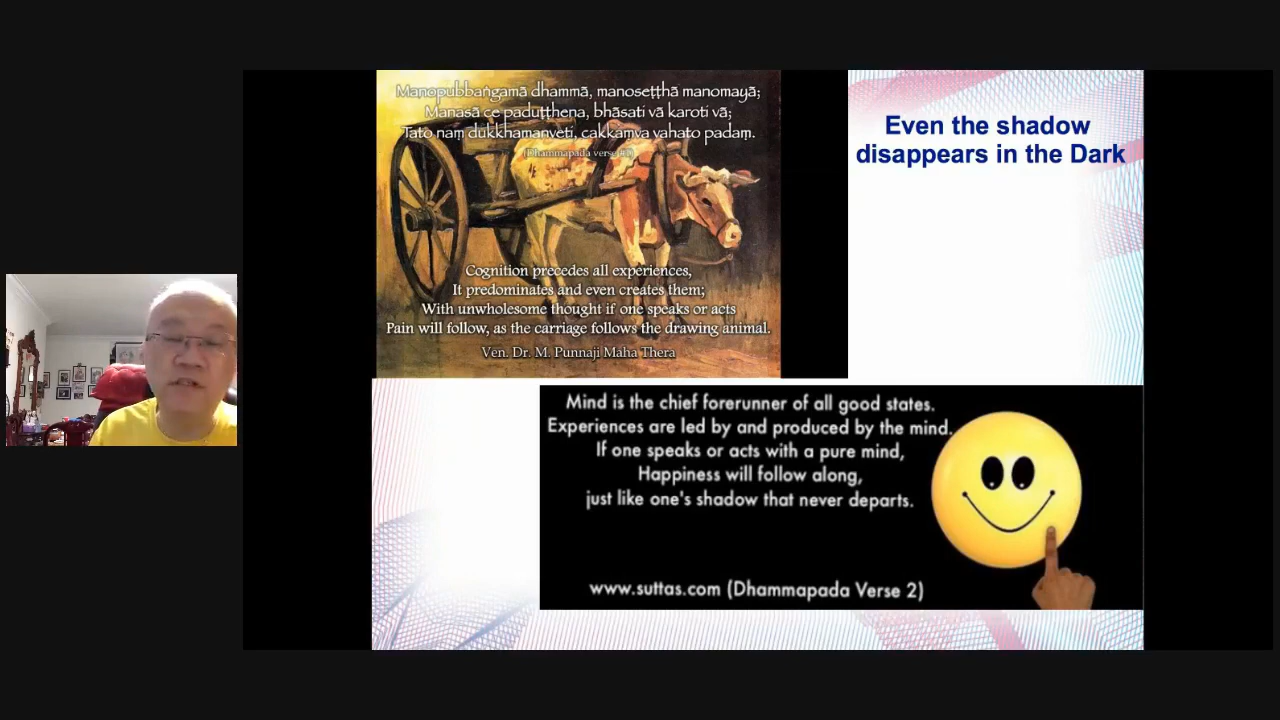 Manopubbaṅgamā dhammā, manoseṭṭhā manomayā;
Manasā ce paduṭṭhena, bhāsati vā karoti vā;
Tato naṃ dukkhamanveti, cakkaṃva vahato padaṃ.
(Dhammapada verse #1)
Cognition precedes all experiences,
It predominates and even creates them;
With unwholesome thought if one speaks or acts
Pain will follow, as the carriage follows the drawing animal.
Ven. Dr. M. Punnaji Maha Thera
Even the shadow
disappears in the Dark
Mind is the chief forerunner of all good states.
Experiences are led by and produced by the mind.
If one speaks or acts with a pure mind,
Happiness will follow along,
just like one's shadow that never departs.
www.suttas.com (Dhammapada Verse 2)